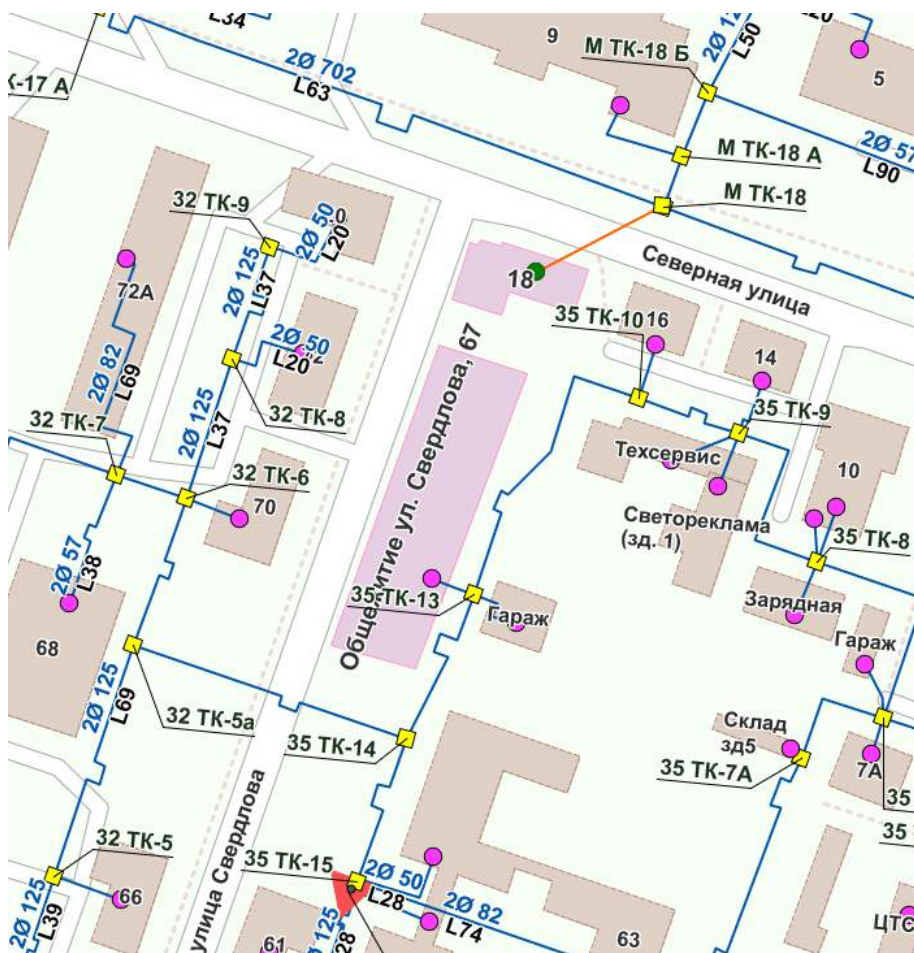 L34
2Ø 702
L63
9
М ТК-18 Б
L50
5
К-17 А
М ТК-18 А
2Ø 57
L90
М ТК-18
32 ТК-9
2Ø 50
L20
Северная улица
18
72А
2Ø 125
L37
35 ТК-10
16
2Ø 50
L20
14
2Ø 82
L69
32 ТК-8
2Ø 125
L37
35 ТК-9
32 ТК-7
Техсервис
10
32 ТК-6
70
Светореклама
(зд. 1)
35 ТК-8
Общежитие ул. Свердлова, 67
2Ø 57
L38
35 ТК-13
Гараж
Зарядная
68
Гараж
2Ø 125
L69
32 ТК-5а
35 ТК-14
Склад
зд5
35 ТК-7А
7А
35
улица Свердлова
32 ТК-5
35 ТК-15
2Ø 50
L28
2Ø 82
L74
66
2Ø 125
L39
61
2Ø 125
63
ЦТС